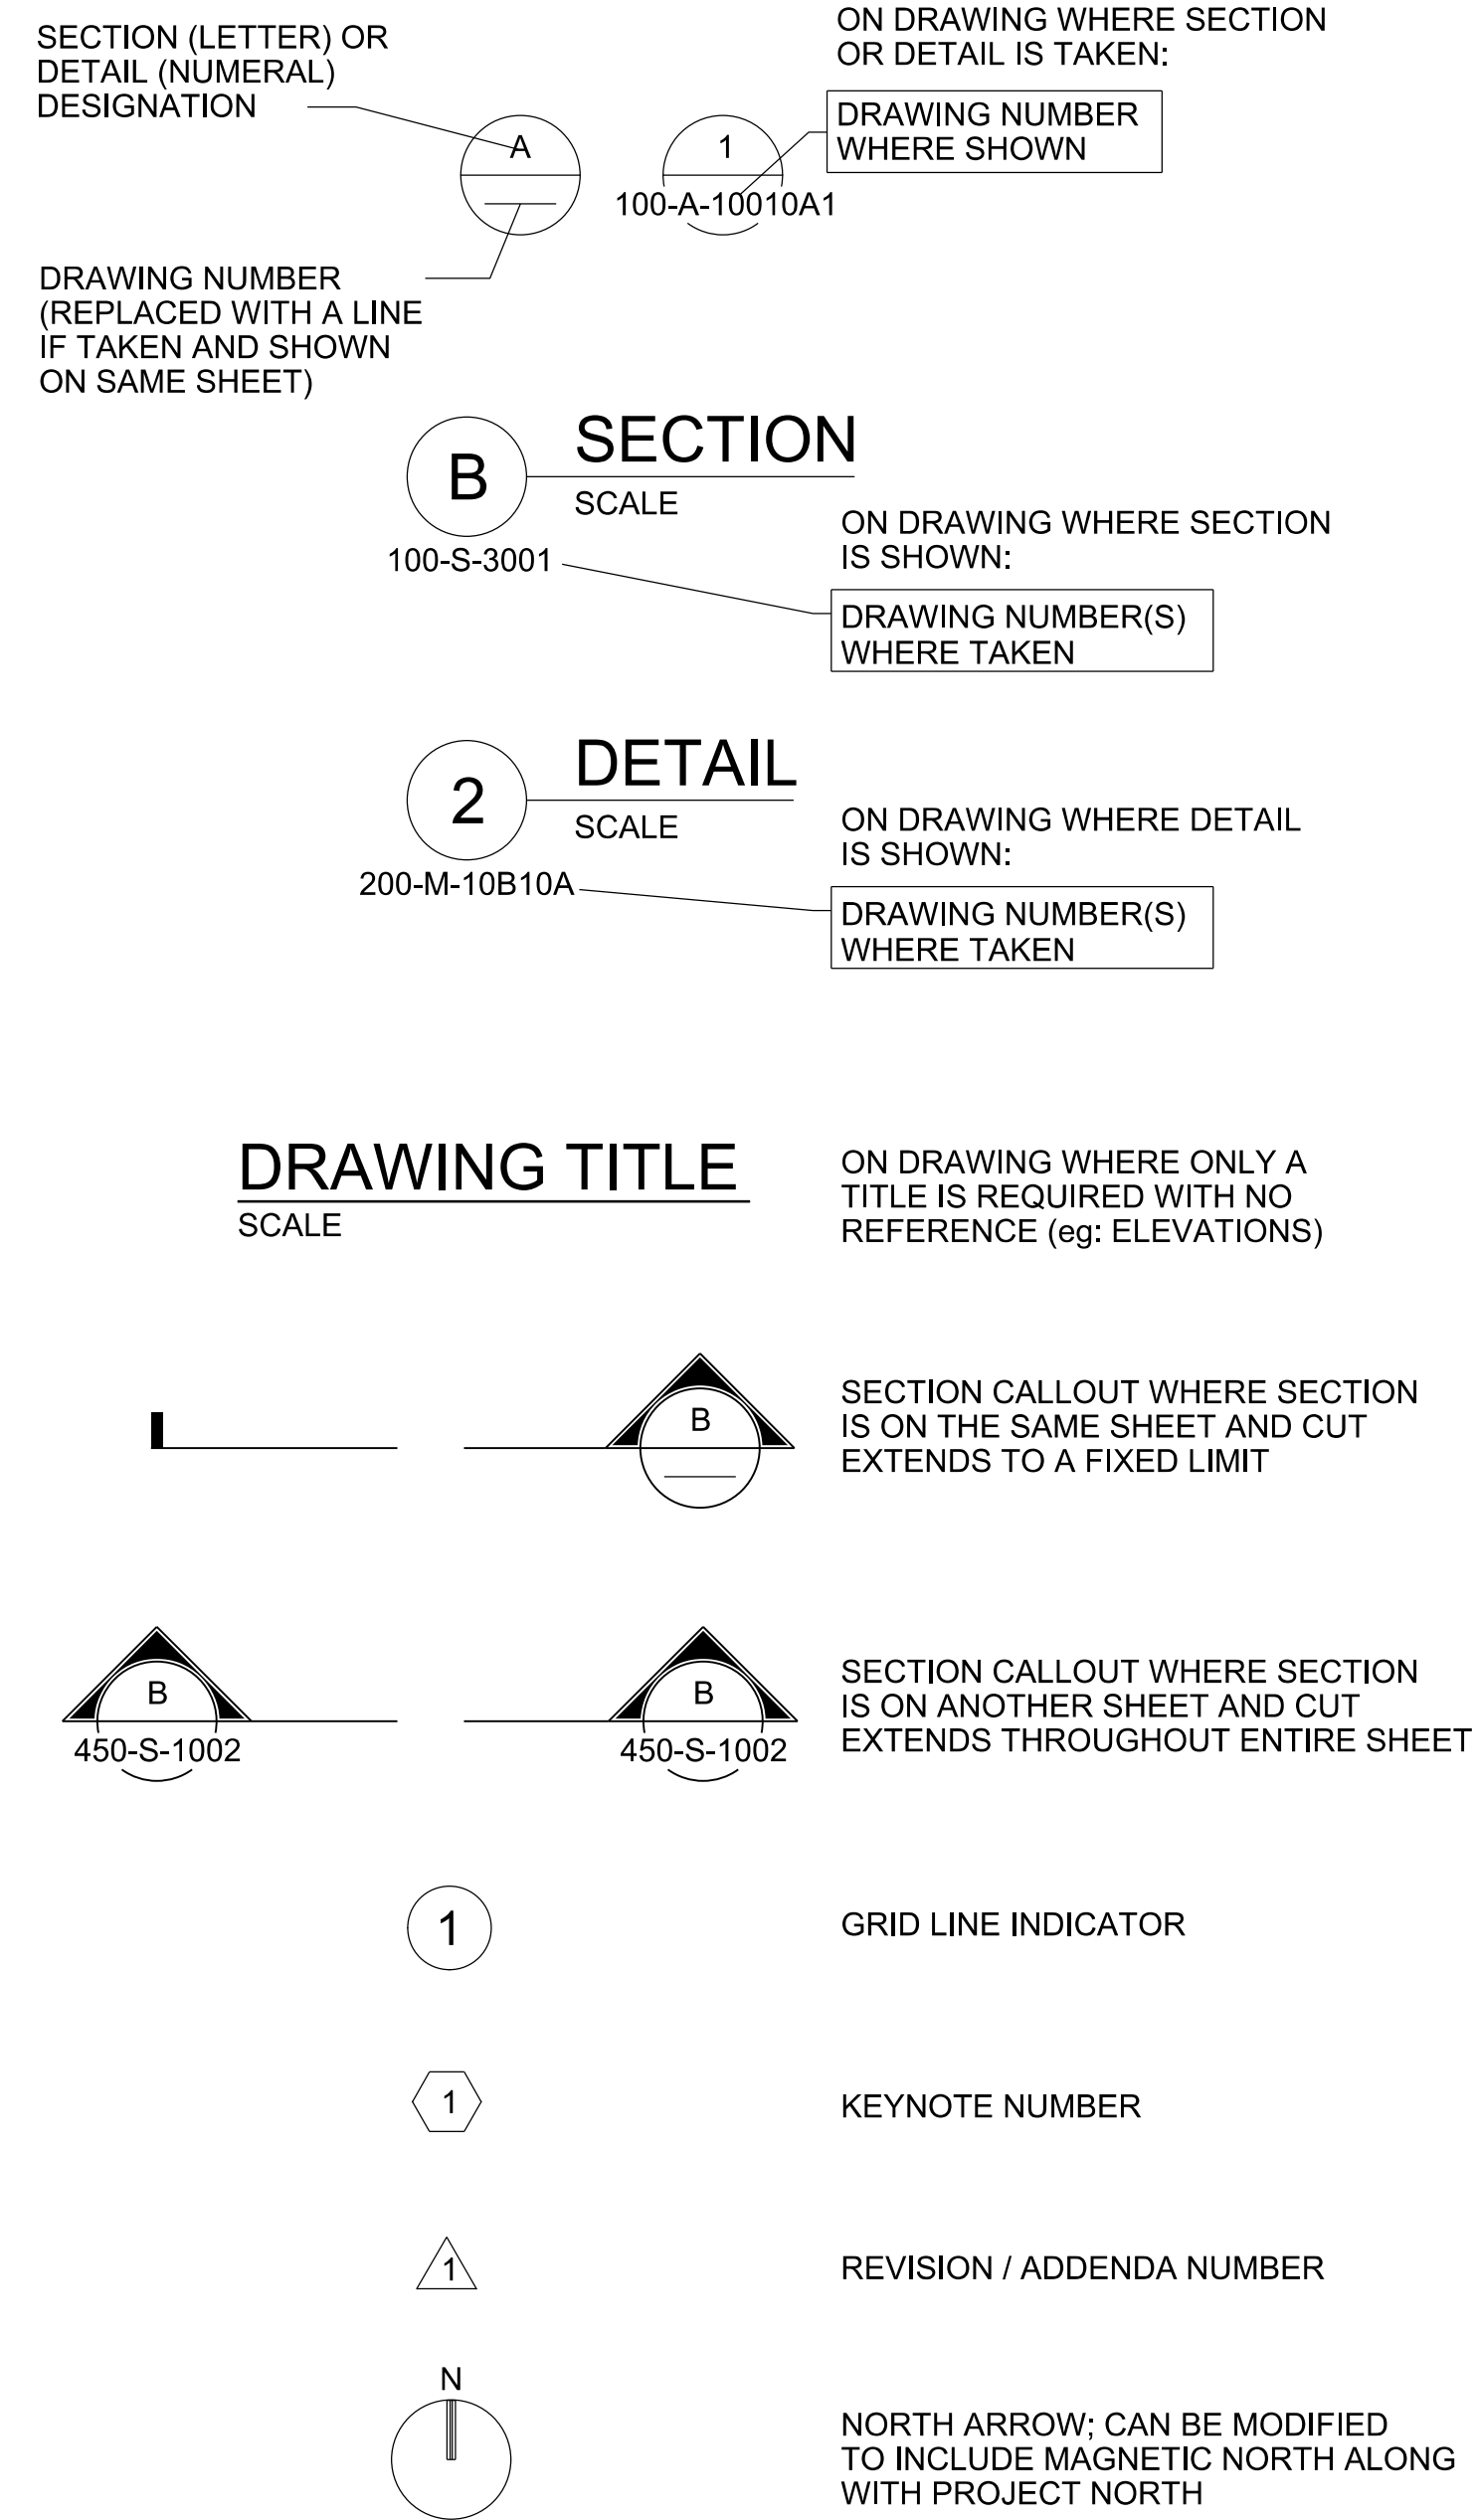 SECTION (LETTER) OR
DETAIL (NUMERAL)
DESIGNATION
ON DRAWING WHERE SECTION
OR DETAIL IS TAKEN:
A
1
DRAWING NUMBER
WHERE SHOWN
100-A-10010A1
DRAWING NUMBER
(REPLACED WITH A LINE
IF TAKEN AND SHOWN
ON SAME SHEET)
B
SECTION
SCALE
100-S-3001
ON DRAWING WHERE SECTION
IS SHOWN:
DRAWING NUMBER(S)
WHERE TAKEN
2
DETAIL
SCALE
200-M-10B10A
ON DRAWING WHERE DETAIL
IS SHOWN:
DRAWING NUMBER(S)
WHERE TAKEN
DRAWING TITLE
SCALE
ON DRAWING WHERE ONLY A
TITLE IS REQUIRED WITH NO
REFERENCE (eg: ELEVATIONS)
B
SECTION CALLOUT WHERE SECTION
IS ON THE SAME SHEET AND CUT
EXTENDS TO A FIXED LIMIT
B
450-S-1002
B
450-S-1002
SECTION CALLOUT WHERE SECTION
IS ON ANOTHER SHEET AND CUT
EXTENDS THROUGHOUT ENTIRE SHEET
1
GRID LINE INDICATOR
1
KEYNOTE NUMBER
1
REVISION / ADDENDA NUMBER
N
NORTH ARROW; CAN BE MODIFIED
TO INCLUDE MAGNETIC NORTH ALONG
WITH PROJECT NORTH